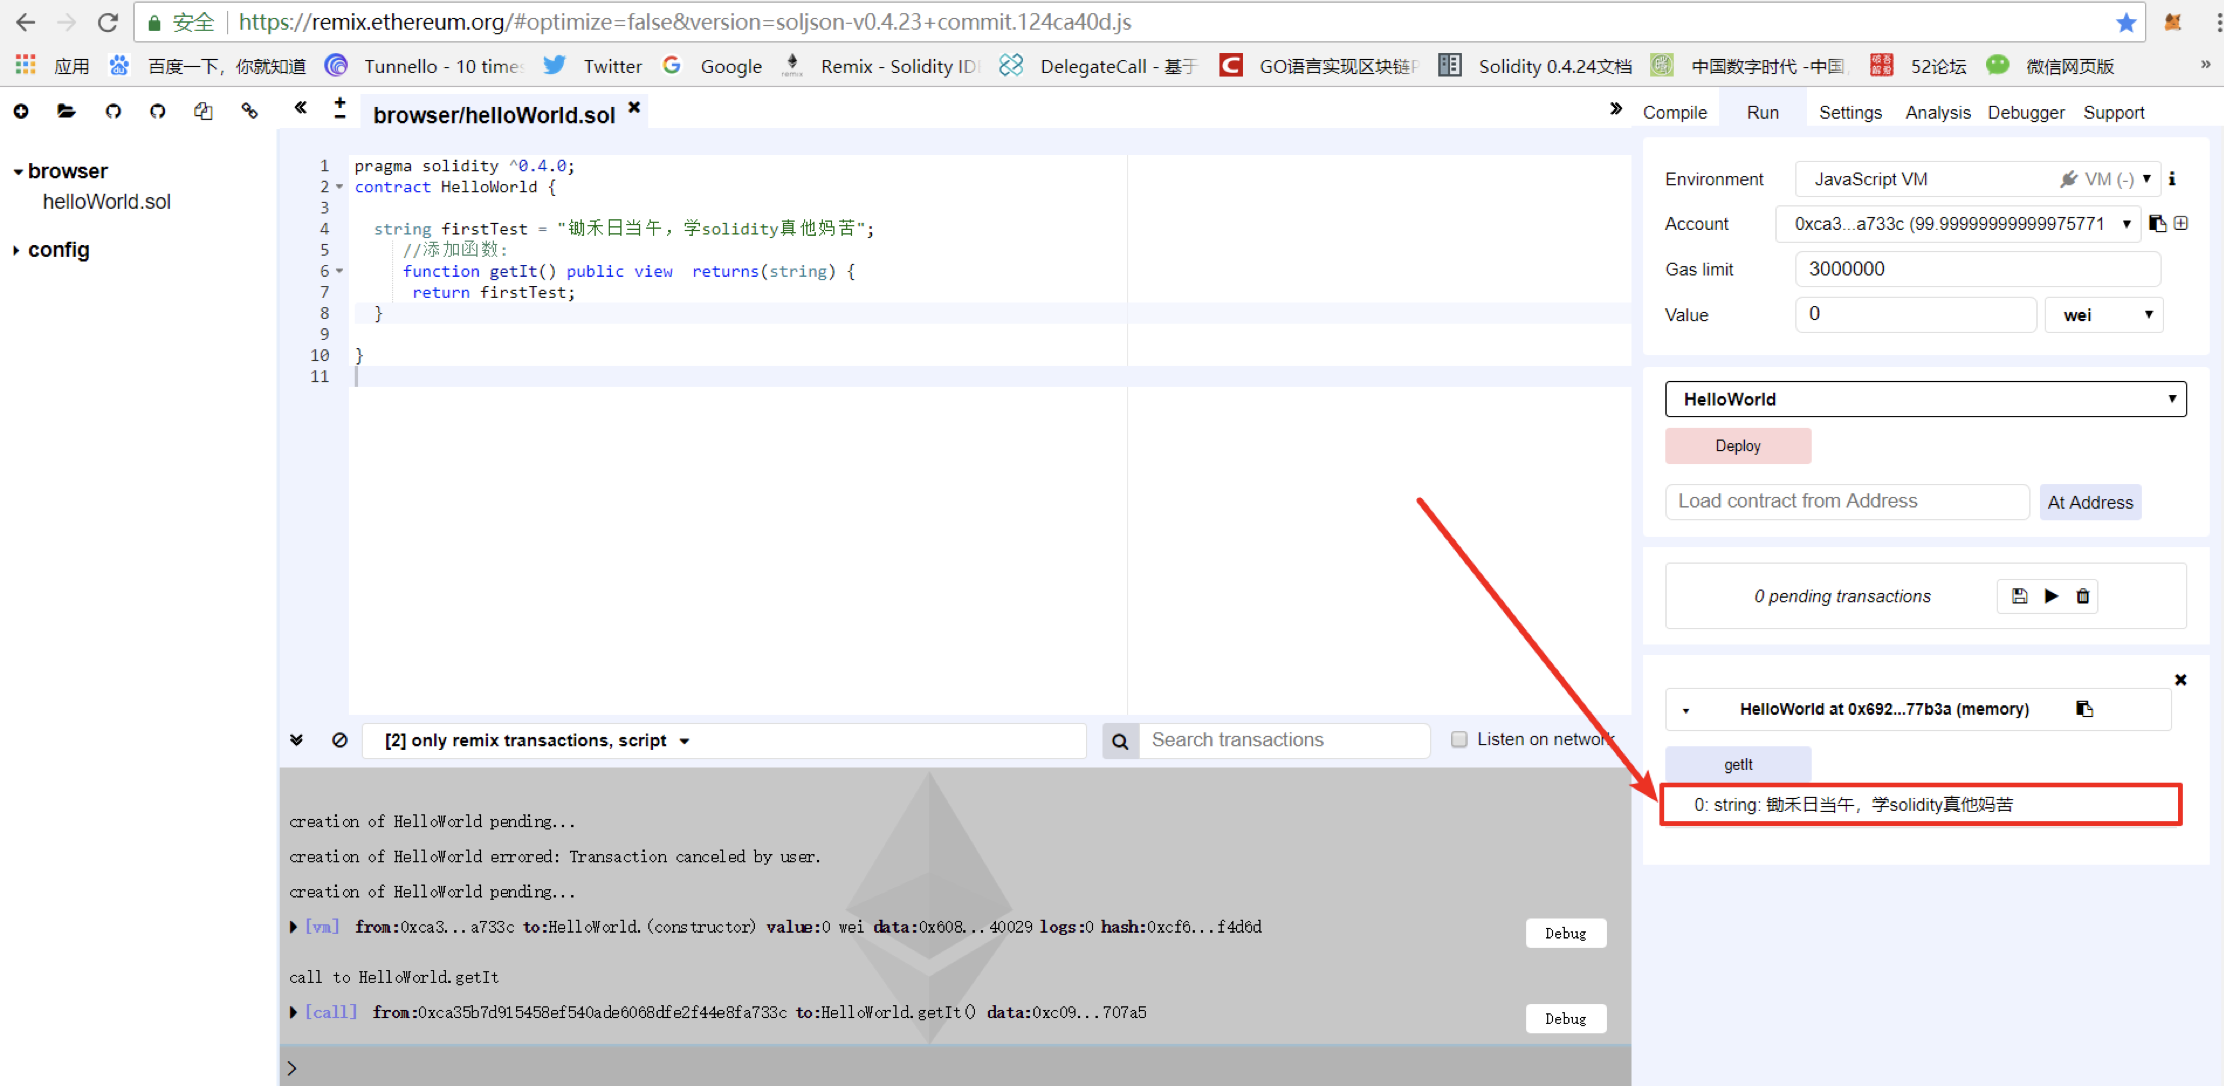 安全 https://remix.ethereum.org/#optimize=false&version=soljson-v0.4.23+commit.124ca40d.js
应用 百度一下，你就知道 Tunnello - 10 times Twitter Google Remix - Solidity ID DelegateCall - 基于 GO语言实现区块链 Solidity 0.4.24文档 中国数字时代 -中国 52论坛 微信网页版 »
browser/helloWorld.sol
Compile Run Settings Analysis Debugger Support
browser
helloWorld.sol
config
1 pragma solidity ^0.4.0;
2 contract HelloWorld {
3
4 string firstTest = "锄禾日当午，学solidity真他妈苦";
5 //添加函数:
6 function getIt() public view  returns(string) {
7 return firstTest;
8 }
9
10 }
11
Environment JavaScript VM VM (-)
Account 0xca3...a733c (99.99999999999975771
Gas limit 3000000
Value 0 wei
HelloWorld
Deploy
Load contract from Address At Address
0 pending transactions
HelloWorld at 0x692...77b3a (memory)
getIt
0: string: 锄禾日当午，学solidity真他妈苦
[2] only remix transactions, script Search transactions Listen on network
creation of HelloWorld pending...
creation of HelloWorld errored: Transaction canceled by user.
creation of HelloWorld pending...
[vm] from:0xca3...a733c to:HelloWorld.(constructor) value:0 wei data:0x608...40029 logs:0 hash:0xcf6...f4d6d Debug
call to HelloWorld.getIt
[call] from:0xca35b7d915458ef540ade6068dfe2f44e8fa733c to:HelloWorld.getIt() data:0xc09...707a5 Debug
>